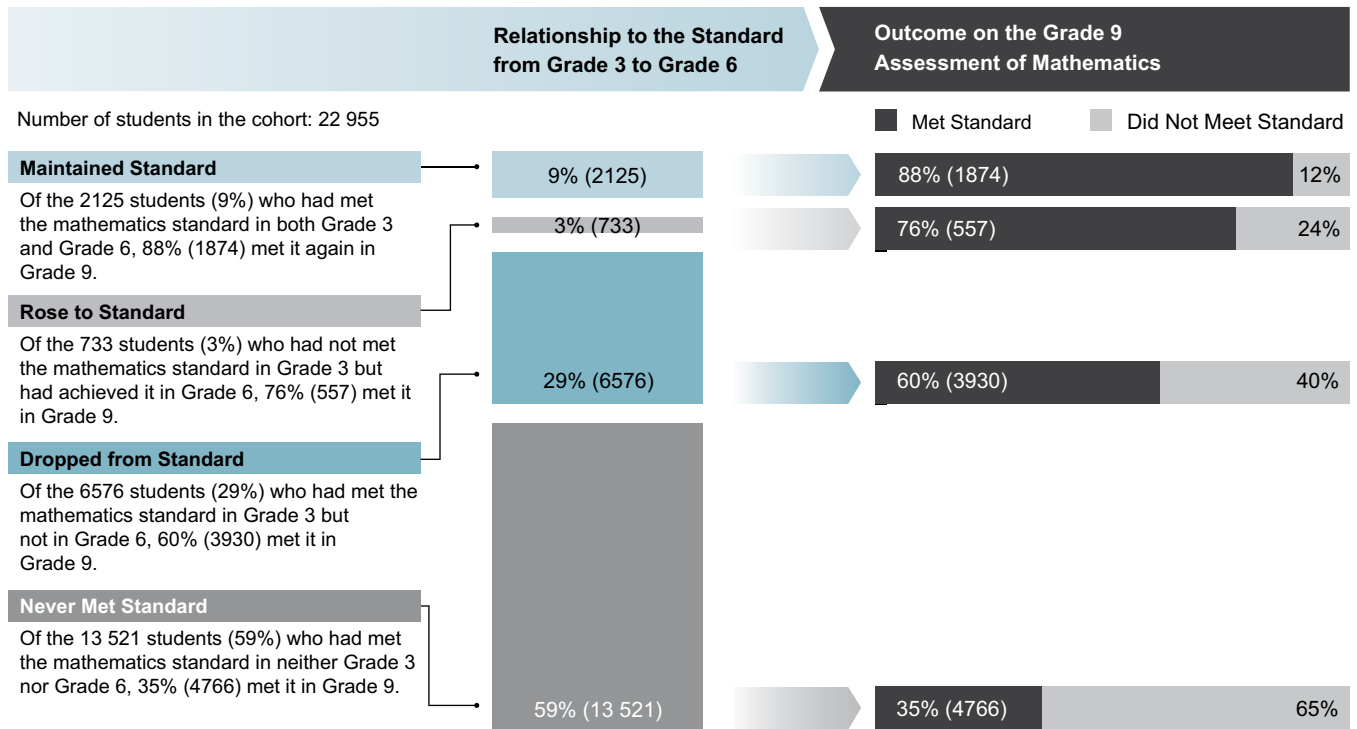 Relationship to the Standard
from Grade 3 to Grade 6
Outcome on the Grade 9
Assessment of Mathematics
Number of students in the cohort: 22 955
Met Standard
Did Not Meet Standard
Maintained Standard
Of the 2125 students (9%) who had met
the mathematics standard in both Grade 3
and Grade 6, 88% (1874) met it again in
Grade 9.
9% (2125)
88% (1874)
12%
Rose to Standard
Of the 733 students (3%) who had not met
the mathematics standard in Grade 3 but
had achieved it in Grade 6, 76% (557) met it
in Grade 9.
3% (733)
76% (557)
24%
Dropped from Standard
Of the 6576 students (29%) who had met the
mathematics standard in Grade 3 but
not in Grade 6, 60% (3930) met it in
Grade 9.
29% (6576)
60% (3930)
40%
Never Met Standard
Of the 13 521 students (59%) who had met
the mathematics standard in neither Grade 3
nor Grade 6, 35% (4766) met it in Grade 9.
59% (13 521)
35% (4766)
65%